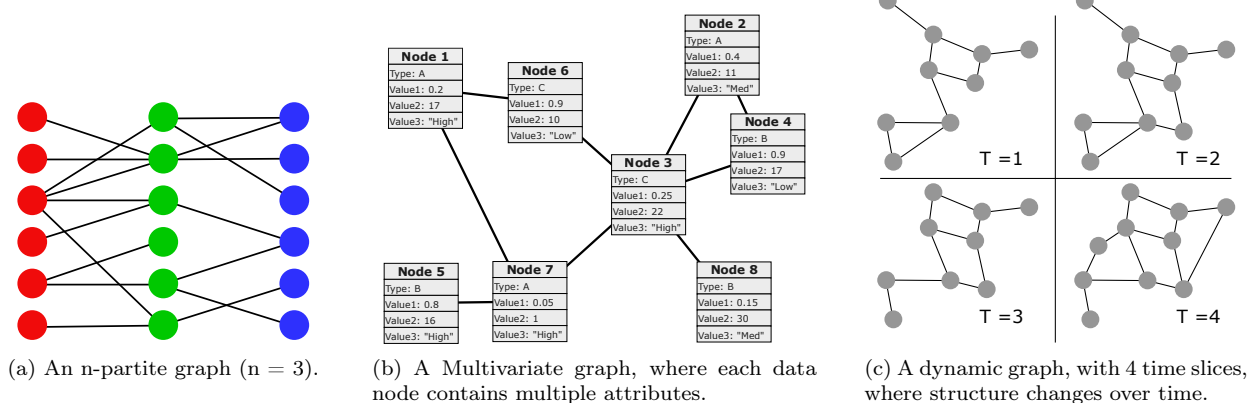 Node 1
Type: A
Value1: 0.2
Value2: 17
Value3: "High"
Node 6
Type: C
Value1: 0.9
Value2: 10
Value3: "Low"
Node 2
Type: A
Value1: 0.4
Value2: 11
Value3: "Med"
Node 4
Type: B
Value1: 0.9
Value2: 17
Value3: "Low"
Node 3
Type: C
Value1: 0.25
Value2: 22
Value3: "High"
Node 5
Type: B
Value1: 0.8
Value2: 16
Value3: "High"
Node 7
Type: A
Value1: 0.05
Value2: 1
Value3: "High"
Node 8
Type: B
Value1: 0.15
Value2: 30
Value3: "Med"
T =1
T =2
T =3
T =4
(a) An n-partite graph (n = 3).
(b) A Multivariate graph, where each data
node contains multiple attributes.
(c) A dynamic graph, with 4 time slices,
where structure changes over time.